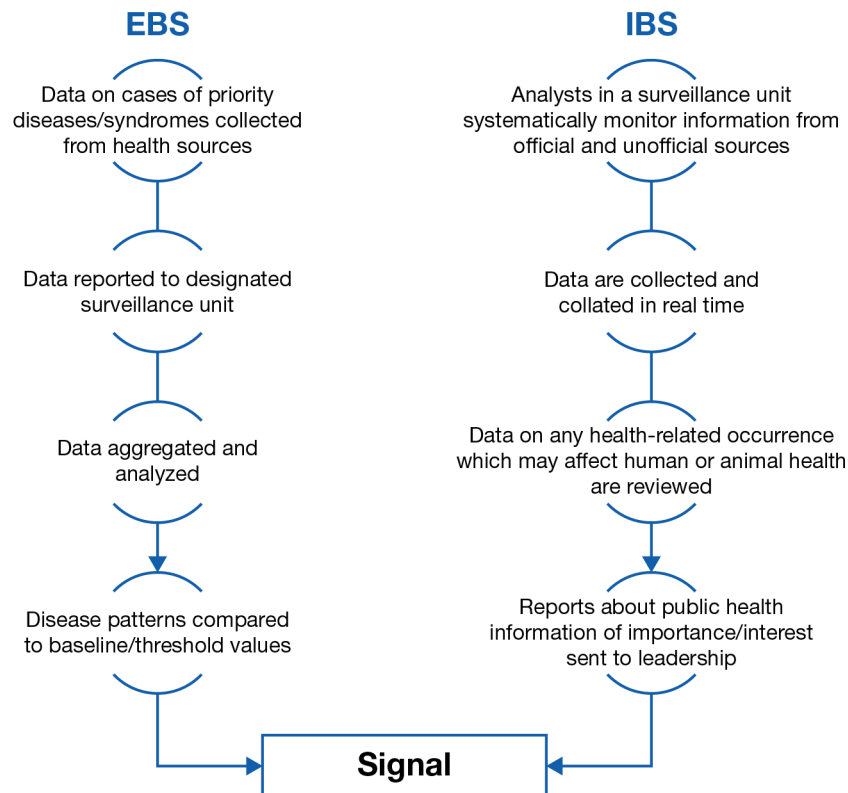 EBS
Data on cases of priority
diseases/syndromes collected
from health sources
Data reported to designated
surveillance unit
Data aggregated and
analyzed
Disease patterns compared
to baseline/threshold values
IBS
Analysts in a surveillance unit
systematically monitor information from
official and unofficial sources
Data are collected and
collated in real time
Data on any health-related occurrence
which may affect human or animal health
are reviewed
Reports about public health
information of importance/interest
sent to leadership
Signal